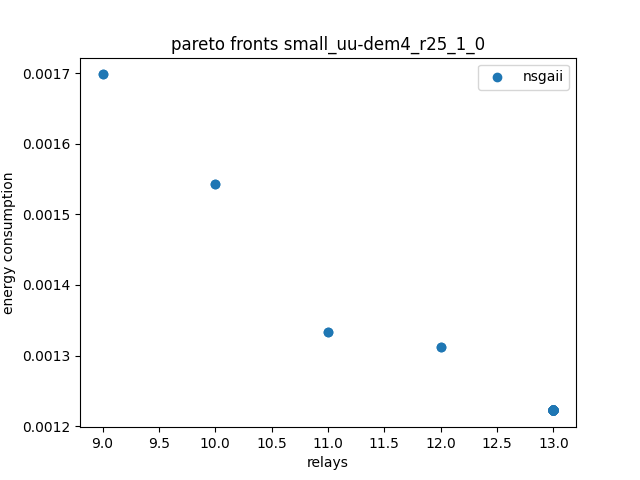 pareto fronts small_uu-dem4_r25_1_0
nsgaii
0.0017
0.0016
0.0015
0.0014
0.0013
0.0012
energy consumption
9.0 9.5 10.0 10.5 11.0 11.5 12.0 12.5 13.0
relays